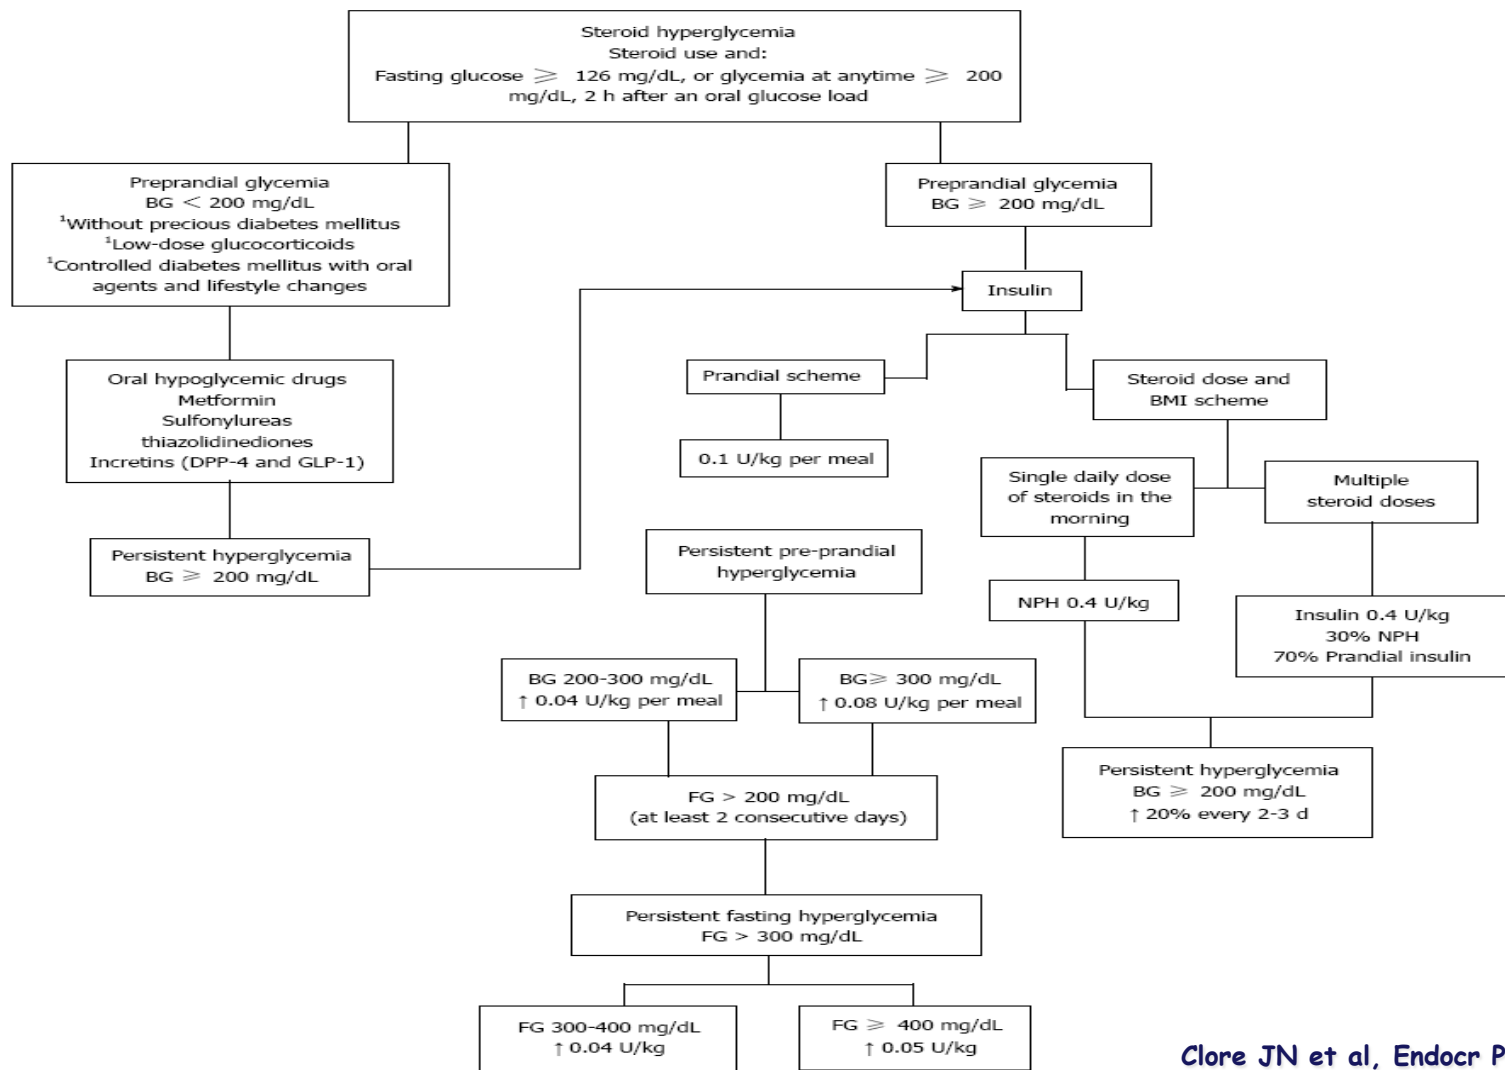 Steroid hyperglycemia
Steroid use and:
Fasting glucose ≥ 126 mg/dL, or glycemia at anytime ≥ 200
mg/dL, 2 h after an oral glucose load
Preprandial glycemia
BG < 200 mg/dL
¹Without precious diabetes mellitus
¹Low-dose glucocorticoids
¹Controlled diabetes mellitus with oral
agents and lifestyle changes
Preprandial glycemia
BG ≥ 200 mg/dL
Insulin
Oral hypoglycemic drugs
Metformin
Sulfonylureas
thiazolidinediones
Incretins (DPP-4 and GLP-1)
Prandial scheme
Steroid dose and
BMI scheme
0.1 U/kg per meal
Single daily dose
of steroids in the
morning
Multiple
steroid doses
Persistent hyperglycemia
BG ≥ 200 mg/dL
Persistent pre-prandial
hyperglycemia
NPH 0.4 U/kg
Insulin 0.4 U/kg
30% NPH
70% Prandial insulin
BG 200-300 mg/dL
↑ 0.04 U/kg per meal
BG≥ 300 mg/dL
↑ 0.08 U/kg per meal
Persistent hyperglycemia
BG ≥ 200 mg/dL
↑ 20% every 2-3 d
FG > 200 mg/dL
(at least 2 consecutive days)
Persistent fasting hyperglycemia
FG > 300 mg/dL
FG 300-400 mg/dL
↑ 0.04 U/kg
FG ≥ 400 mg/dL
↑ 0.05 U/kg
Clore JN et al, Endocr P